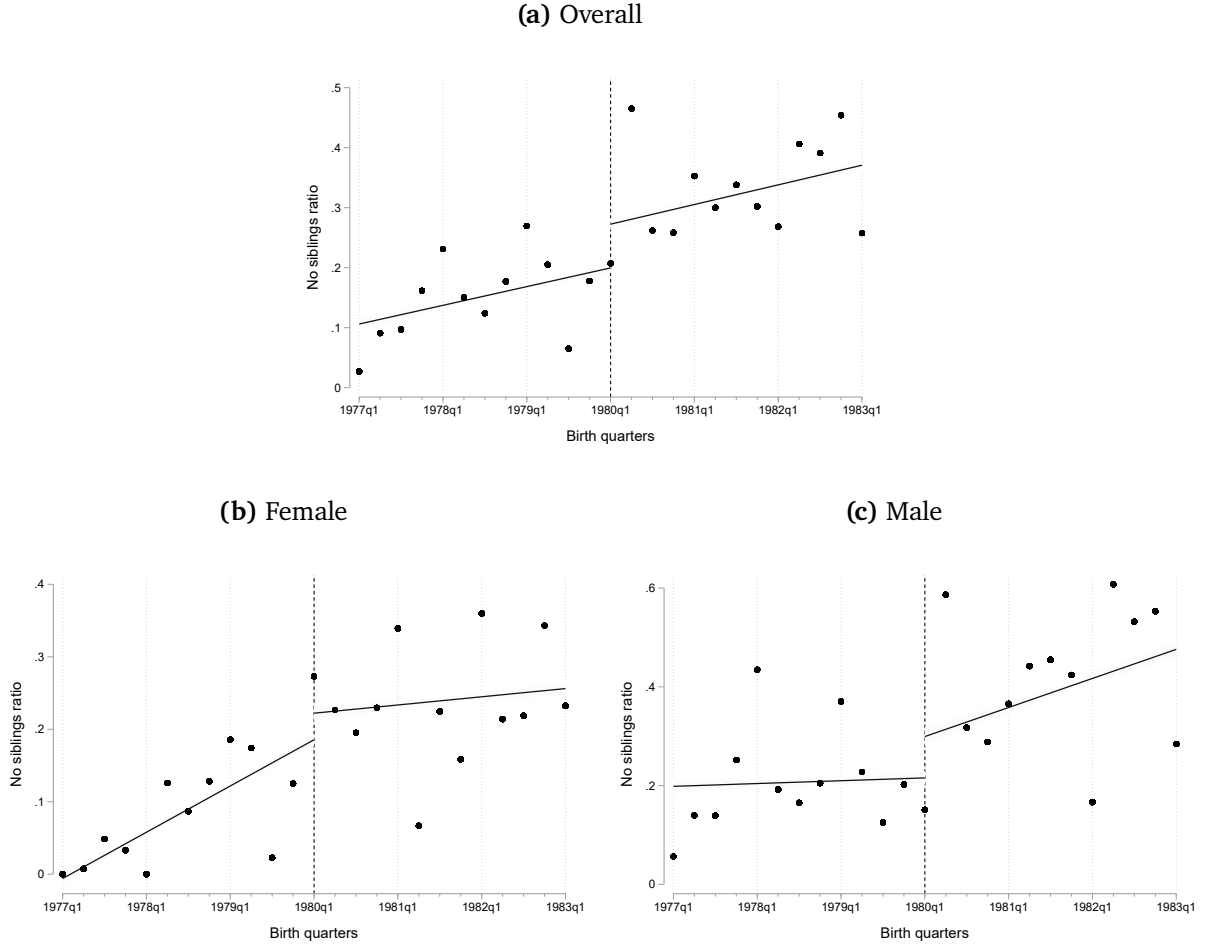 (a) Overall
.5
.4
.3
.2
.1
0
No siblings ratio
1977q1 1978q1 1979q1 1980q1 1981q1 1982q1 1983q1
Birth quarters
(b) Female
.4
.3
.2
.1
0
No siblings ratio
1977q1 1978q1 1979q1 1980q1 1981q1 1982q1 1983q1
Birth quarters
(c) Male
.6
.4
.2
0
No siblings ratio
1977q1 1978q1 1979q1 1980q1 1981q1 1982q1 1983q1
Birth quarters